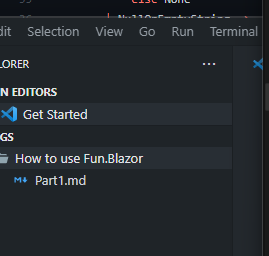 else None
NullOrEmptyString
dit Selection View Go Run Terminal
LORER
N EDITORS
Get Started
GS
How to use Fun.Blazor
Part1.md